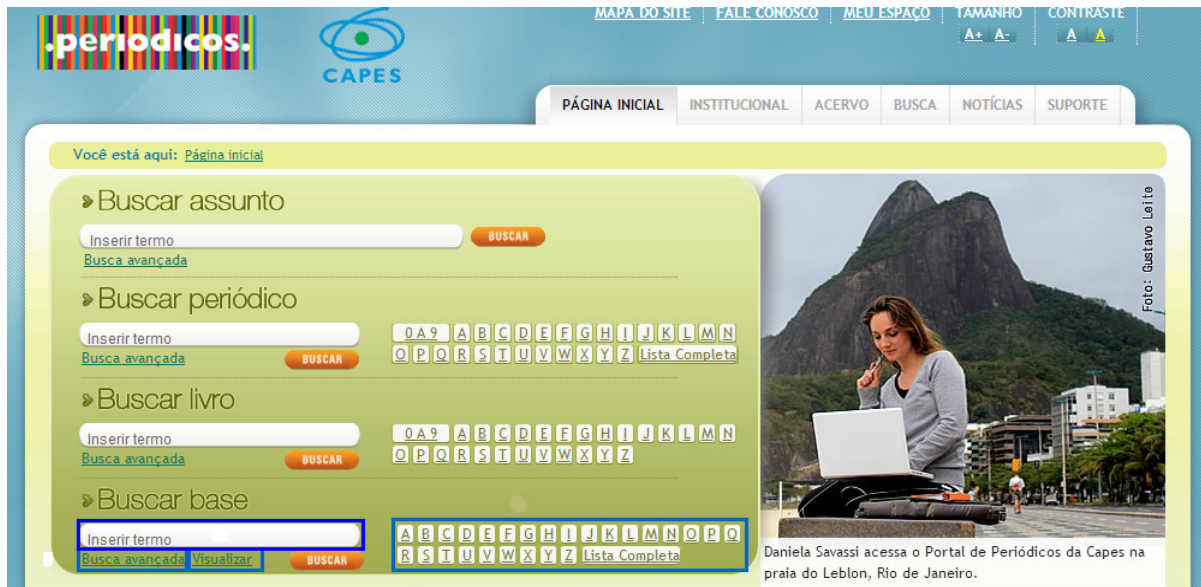 .periodicos.
CAPES
MAPA DO SITE FALE CONOSCO MEU ESPAÇO TAMANHO CONTRASTE
A+ A- A A
PÁGINA INICIAL INSTITUCIONAL ACERVO BUSCA NOTÍCIAS SUPORTE
Você está aqui: Página inicial
Buscar assunto
Inserir termo BUSCAR
Busca avançada
Buscar periódico
Inserir termo 0 A 9 A B C D E F G H I J K L M N
Busca avançada BUSCAR O P Q R S T U V W X Y Z Lista Completa
Buscar livro
Inserir termo 0 A 9 A B C D E F G H I J K L M N
Busca avançada BUSCAR O P Q R S T U V W X Y Z
Buscar base
Inserir termo A B C D E F G H I J K L M N O P Q
Busca avançada Visualizar BUSCAR R S T U V W X Y Z Lista Completa
Foto: Gustavo Leite
Daniela Savassi acessa o Portal de Periódicos da Capes na
praia do Leblon, Rio de Janeiro.